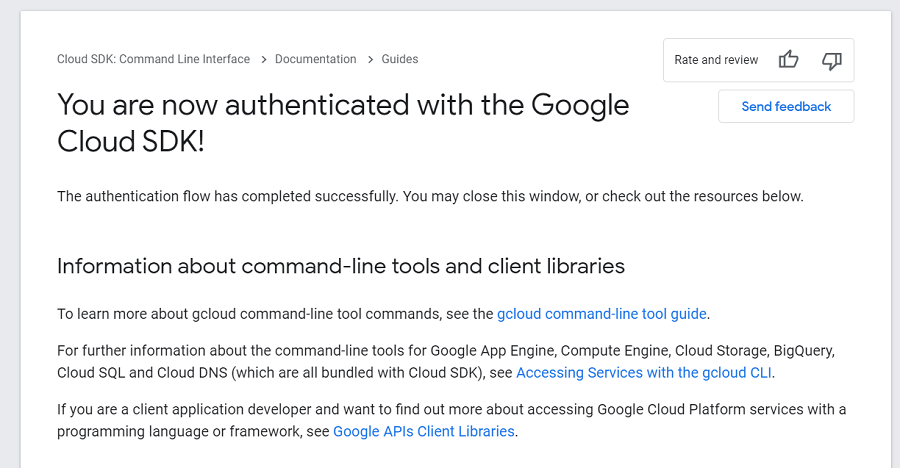 Cloud SDK: Command Line Interface > Documentation > Guides
Rate and review
You are now authenticated with the Google
Cloud SDK!
Send feedback
The authentication flow has completed successfully. You may close this window, or check out the resources below.
Information about command-line tools and client libraries
To learn more about gcloud command-line tool commands, see the gcloud command-line tool guide.
For further information about the command-line tools for Google App Engine, Compute Engine, Cloud Storage, BigQuery,
Cloud SQL and Cloud DNS (which are all bundled with Cloud SDK), see Accessing Services with the gcloud CLI.
If you are a client application developer and want to find out more about accessing Google Cloud Platform services with a
programming language or framework, see Google APIs Client Libraries.